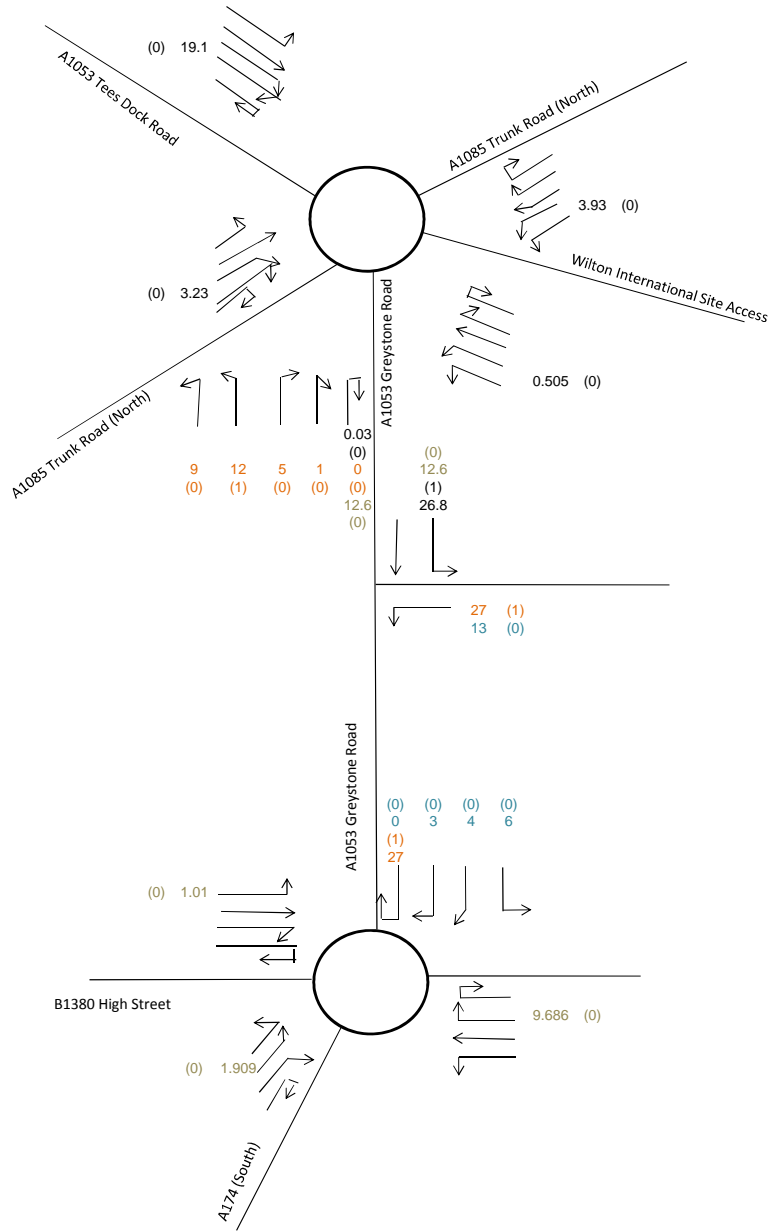 (0) 19.1
A1053 Tees Dock Road
A1085 Trunk Road (North)
3.93 (0)
Wilton International Site Access
(0) 3.23
A1053 Greystone Road
0.505 (0)
A1085 Trunk Road (North)
0.03
(0)
9 12 5 1 0
(0) (1) (0) (0) (0)
12.6
(0)
(0)
12.6
(1)
26.8
27 (1)
13 (0)
A1053 Greystone Road
(0) (0) (0) (0)
0 3 4 6
(1)
27
(0) 1.01
B1380 High Street
9.686 (0)
(0) 1.909
A174 (South)